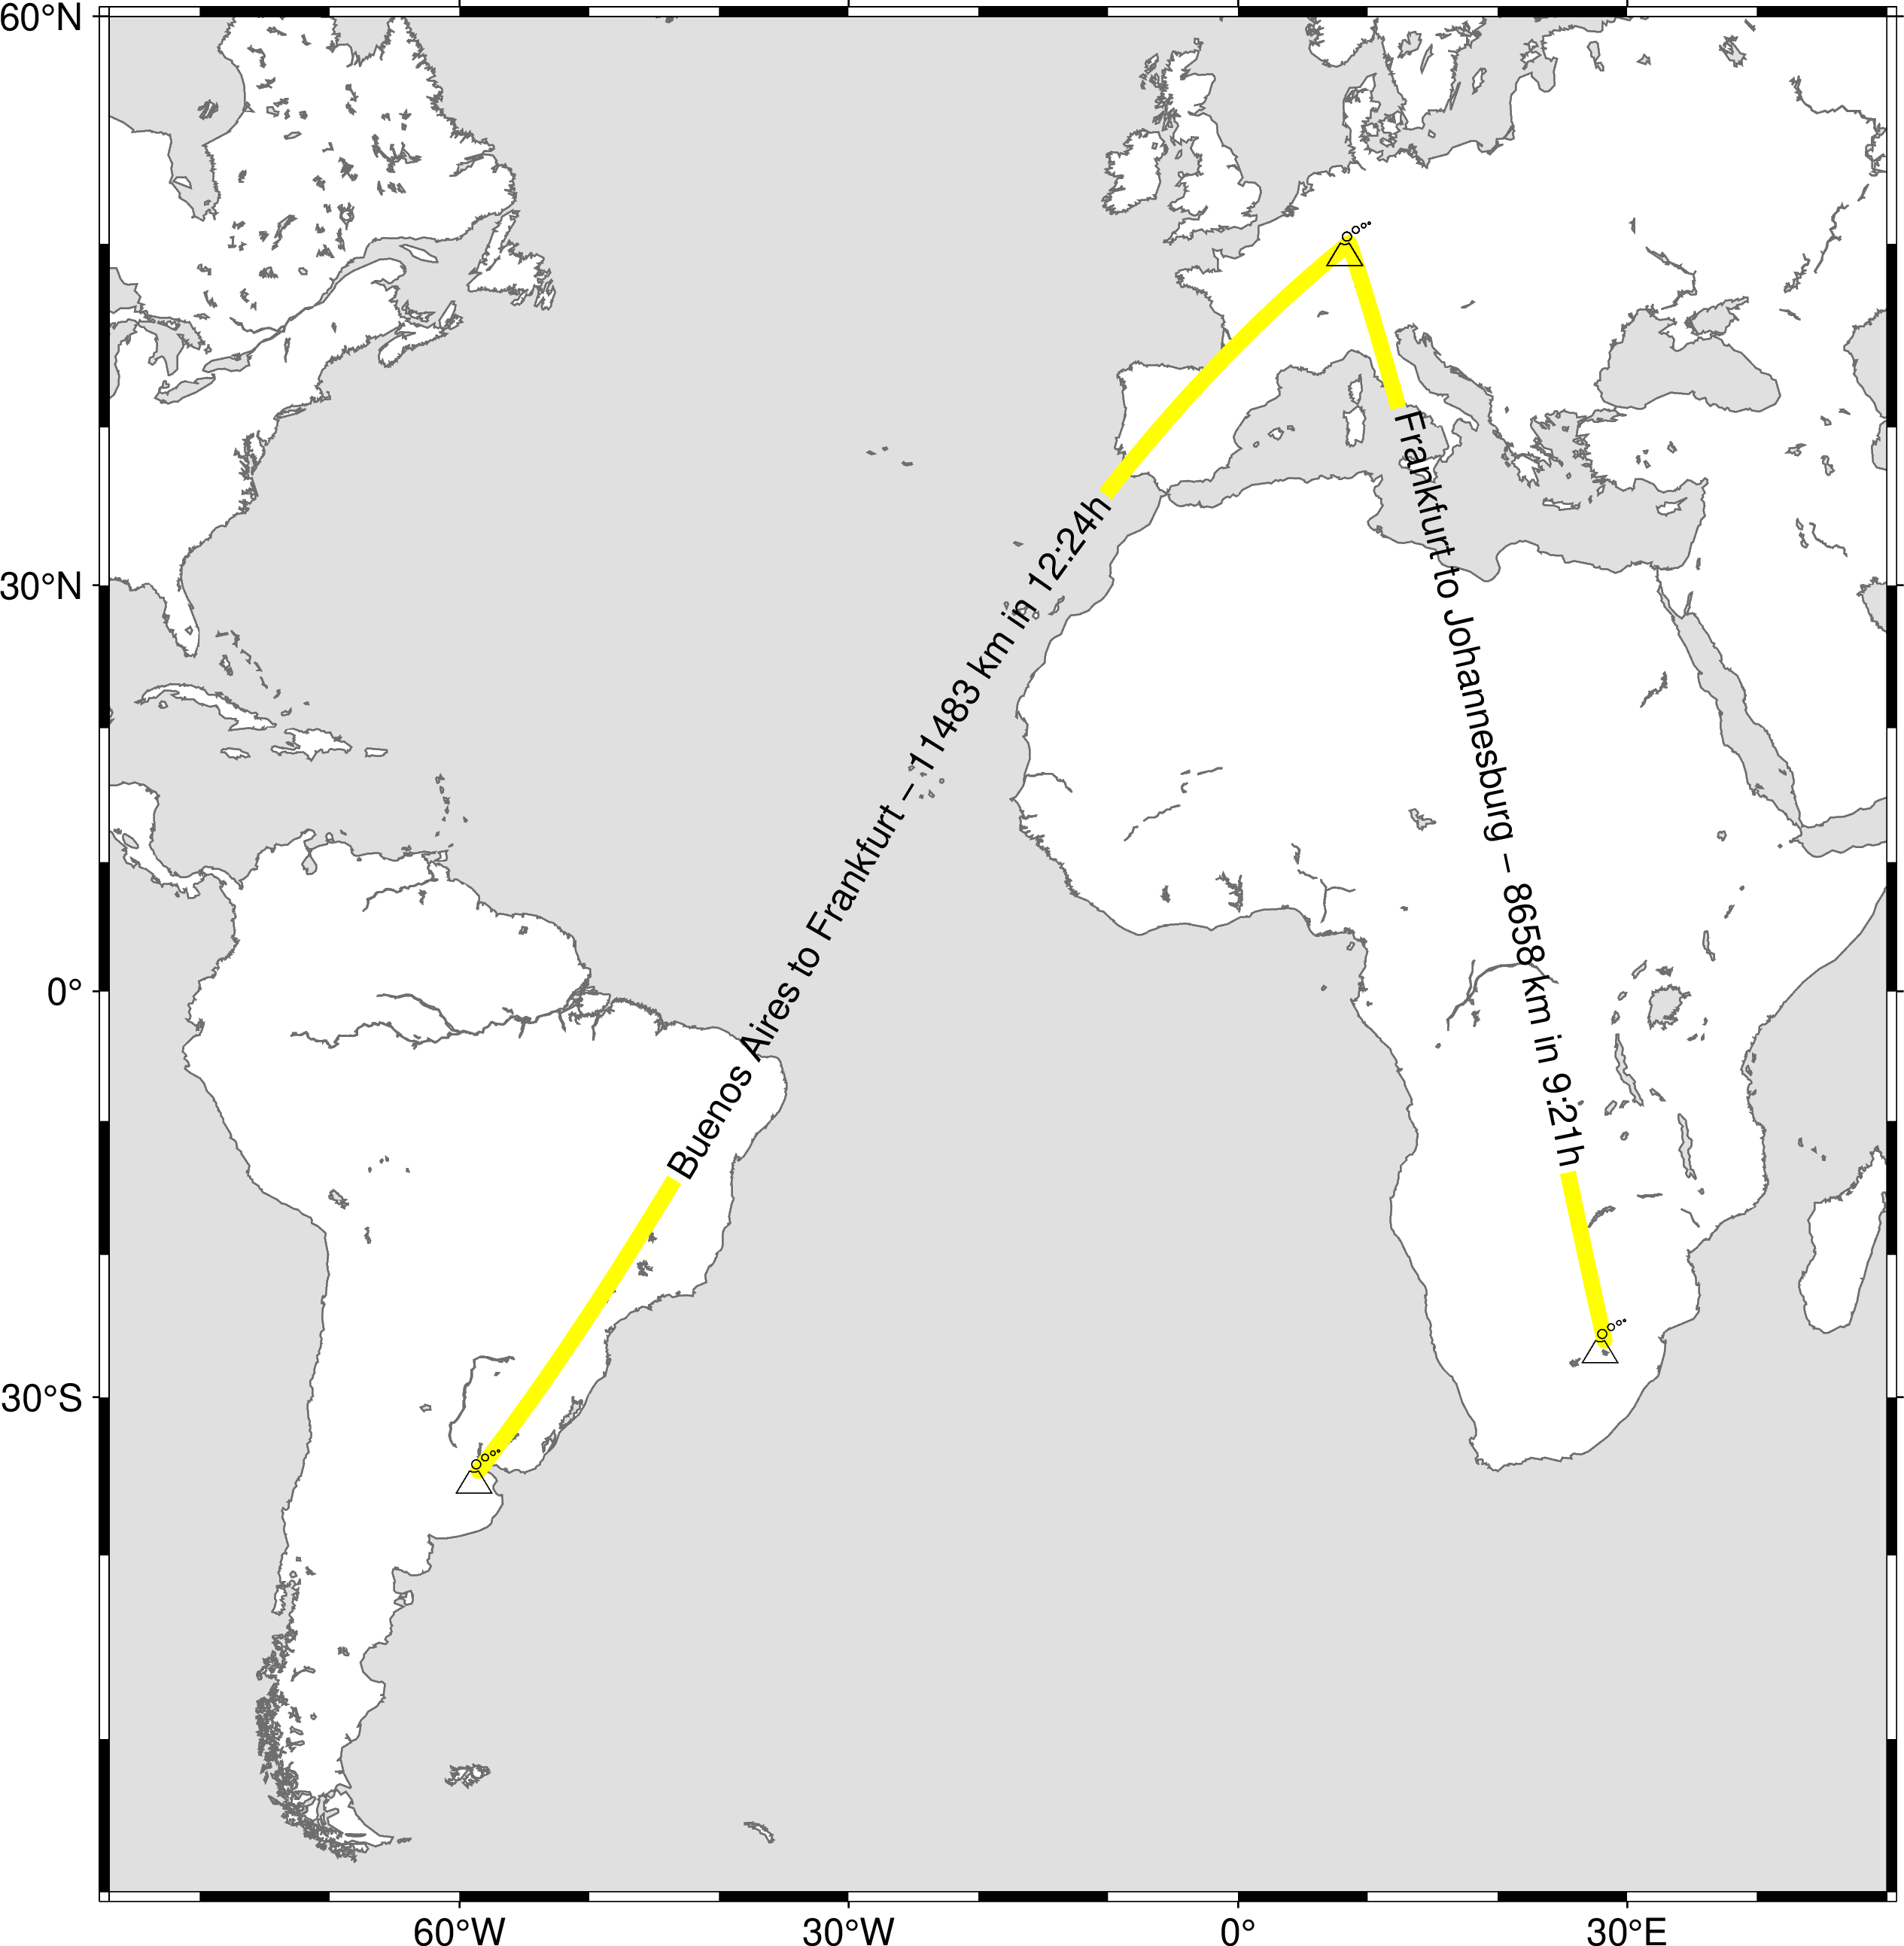 60°N
30°N
0°
30°S
60°W
30°W
0°
30°E
Buenos Aires to Frankfurt – 11483 km in 12:24h
Frankfurt to Johannesburg – 8658 km in 9:21h